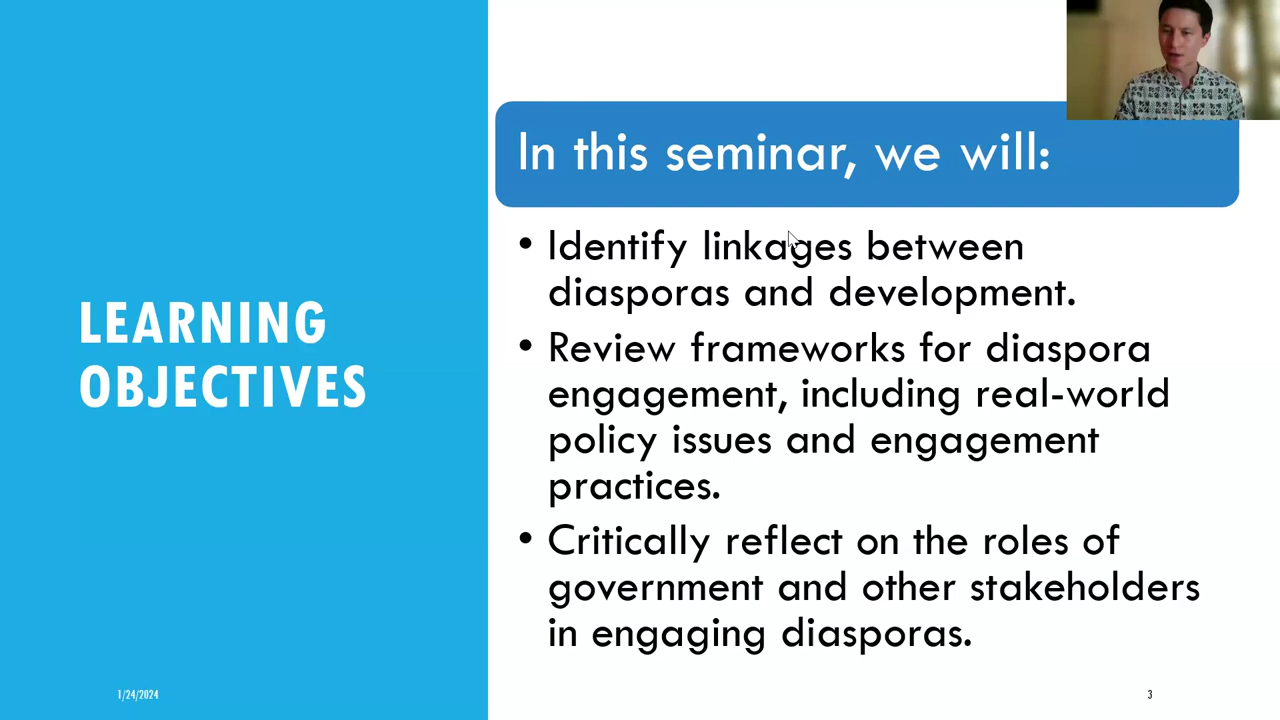 LEARNING
OBJECTIVES
In this seminar, we will:
• Identify linkages between
diasporas and development.
• Review frameworks for diaspora
engagement, including real-world
policy issues and engagement
practices.
• Critically reflect on the roles of
government and other stakeholders
in engaging diasporas.
1/24/2024
3